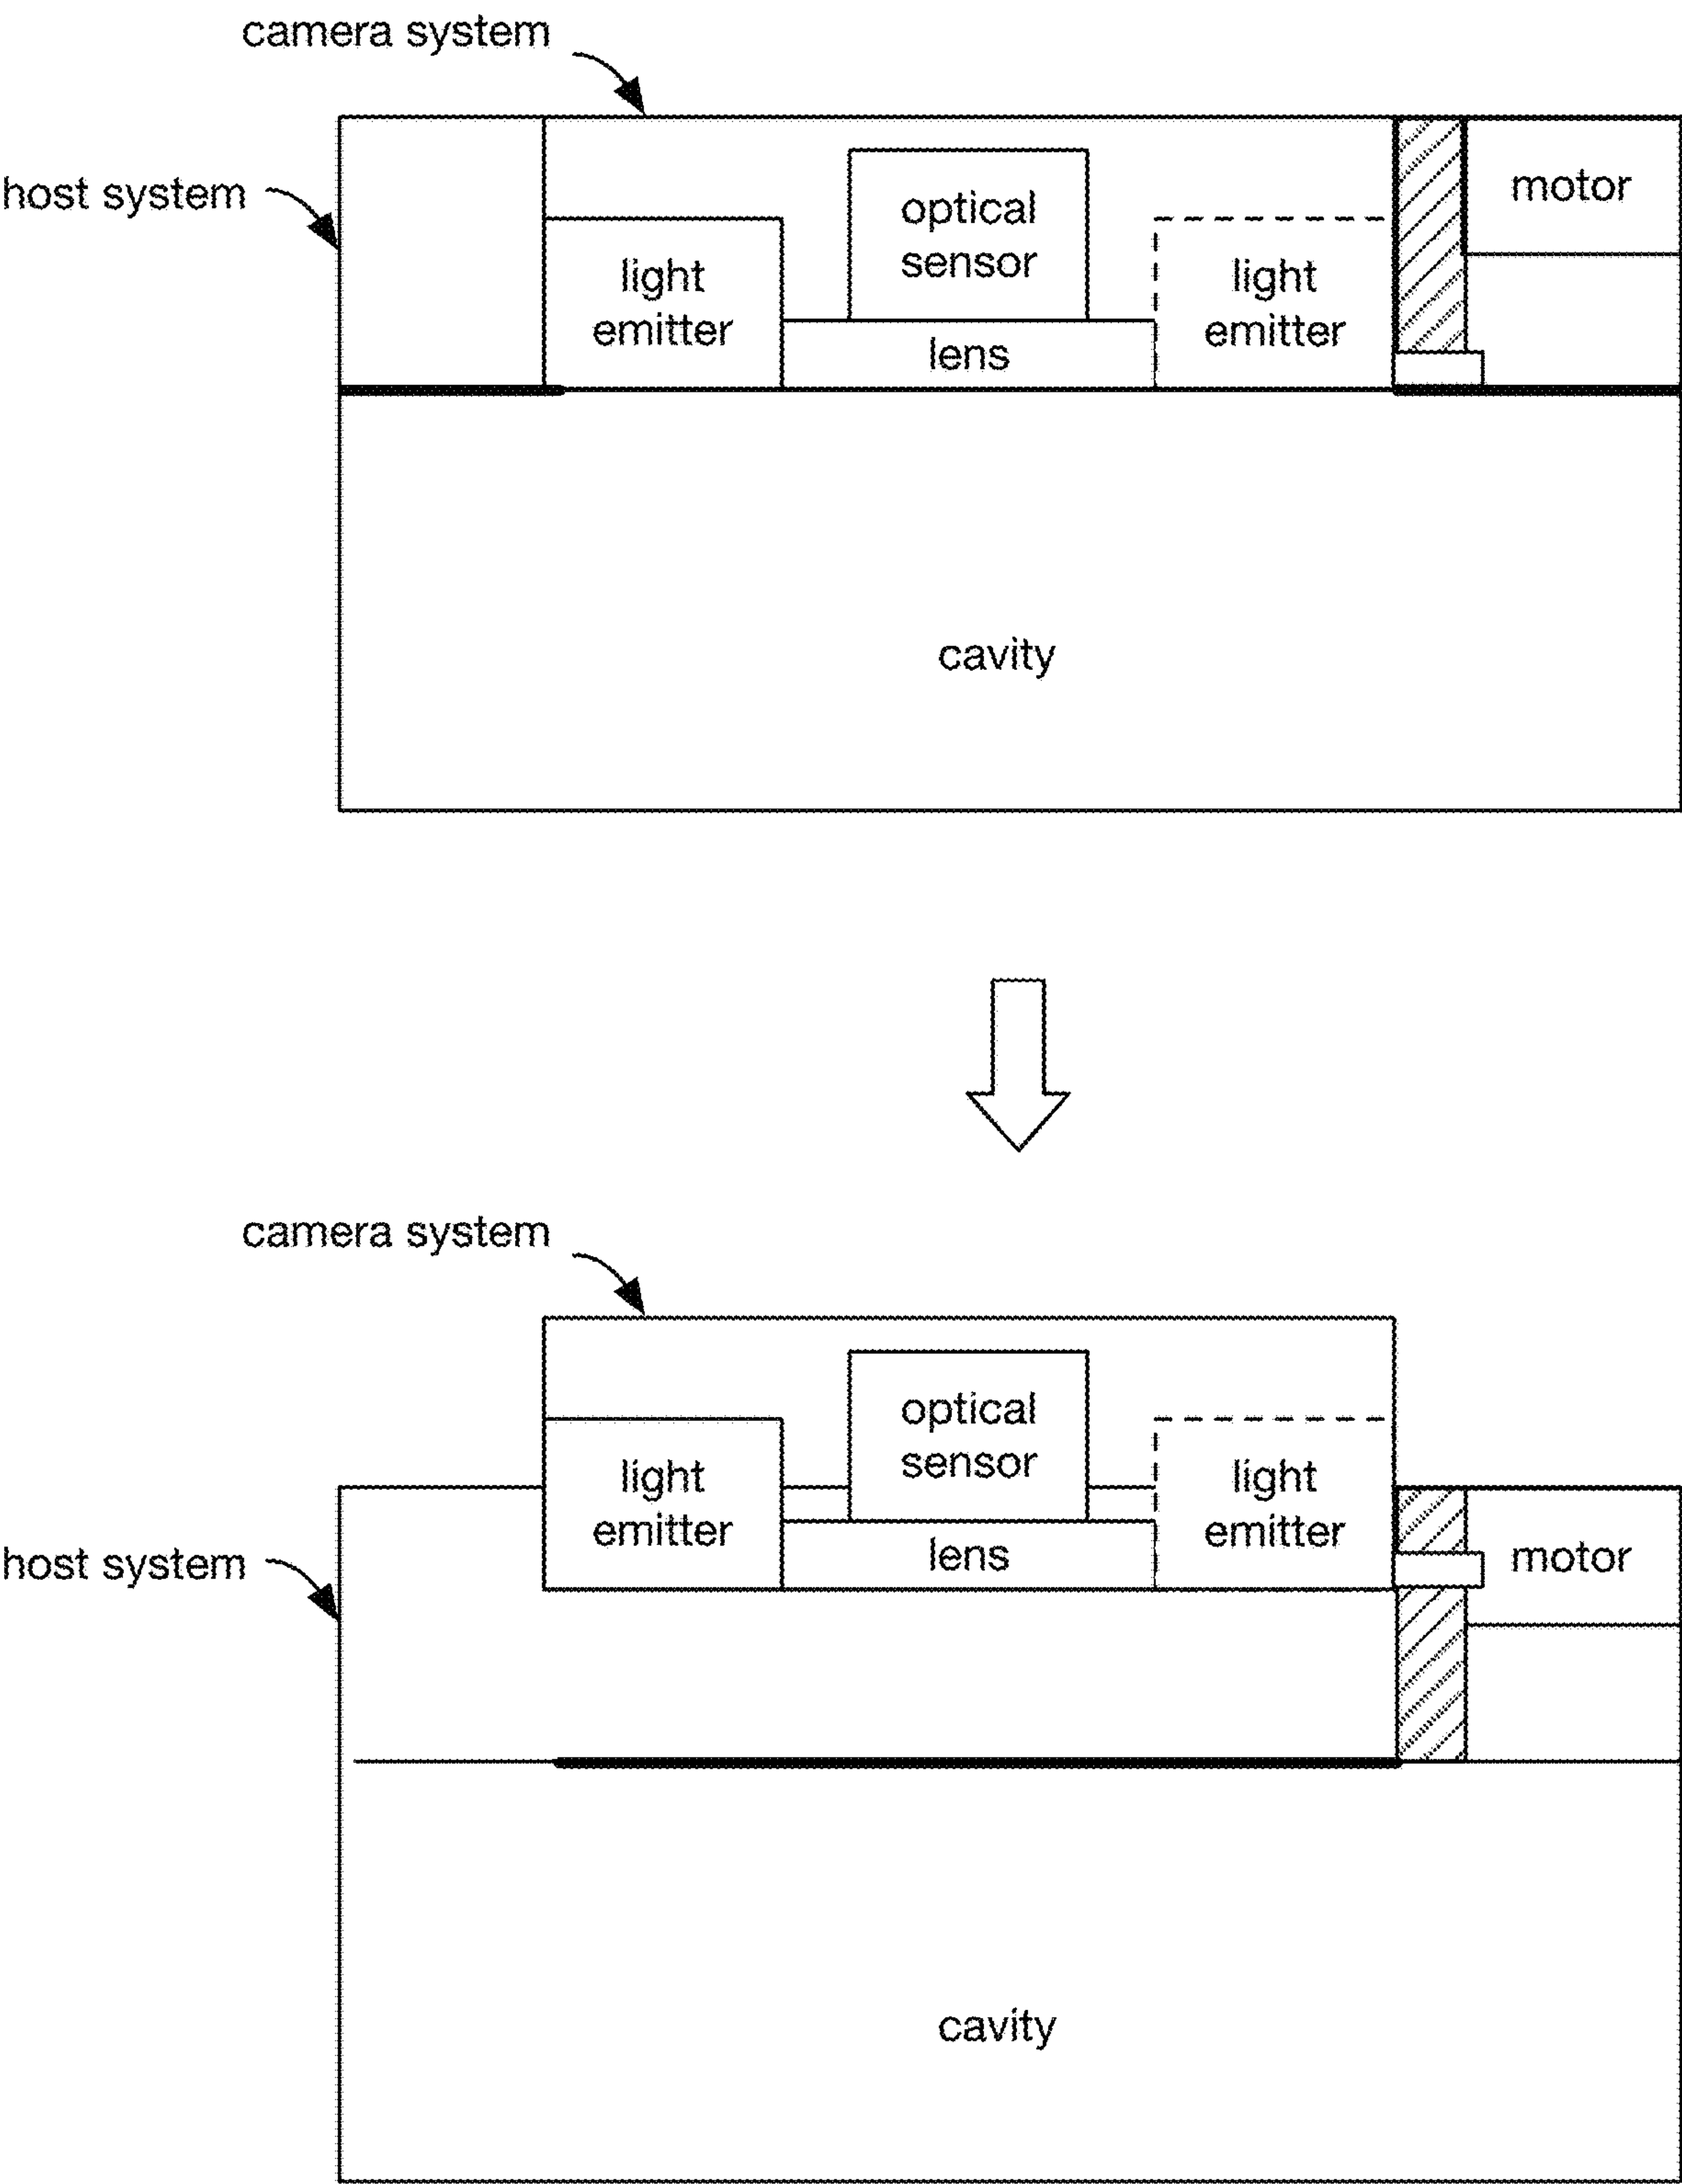 camera system
host system
motor
optical
sensor
light
emitter
light
emitter
lens
cavity
camera system
optical
sensor
light
emitter
light
emitter
host system
lens
motor
cavity